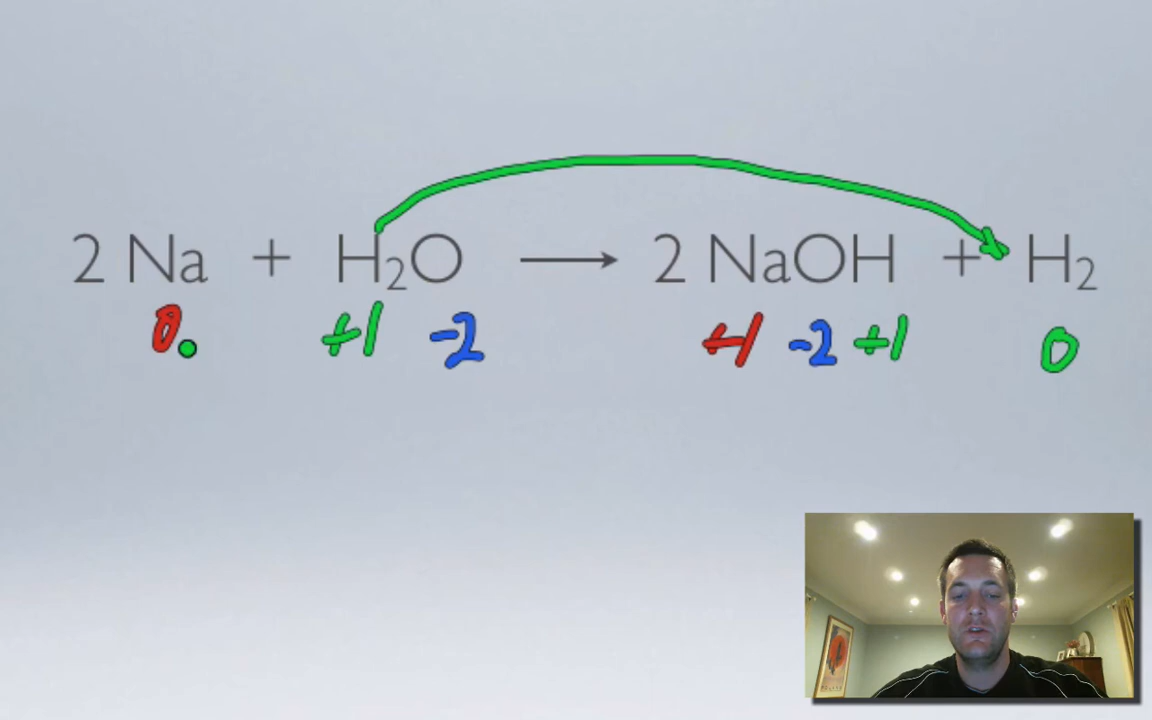 2 Na + H₂O ⟶ 2 NaOH + H₂
0 +1 -2 +1 -2 +1 0